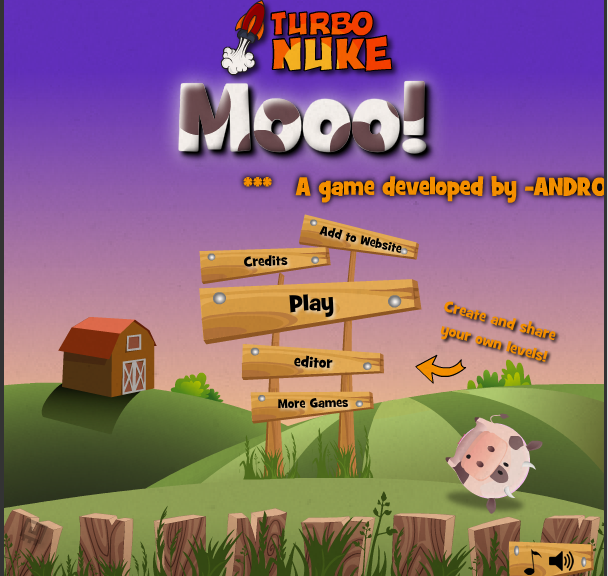 TURBO
NUKE
Mooo!
*** A game developed by -ANDRO
Add to Website
Credits
Play
Create and share
your own levels!
editor
More Games